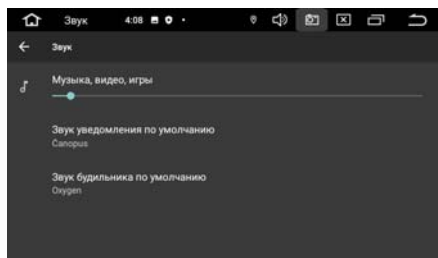 Звук 4:08
Звук
Музыка, видео, игры
Звук уведомления по умолчанию
Canopus
Звук будильника по умолчанию
Oxygen